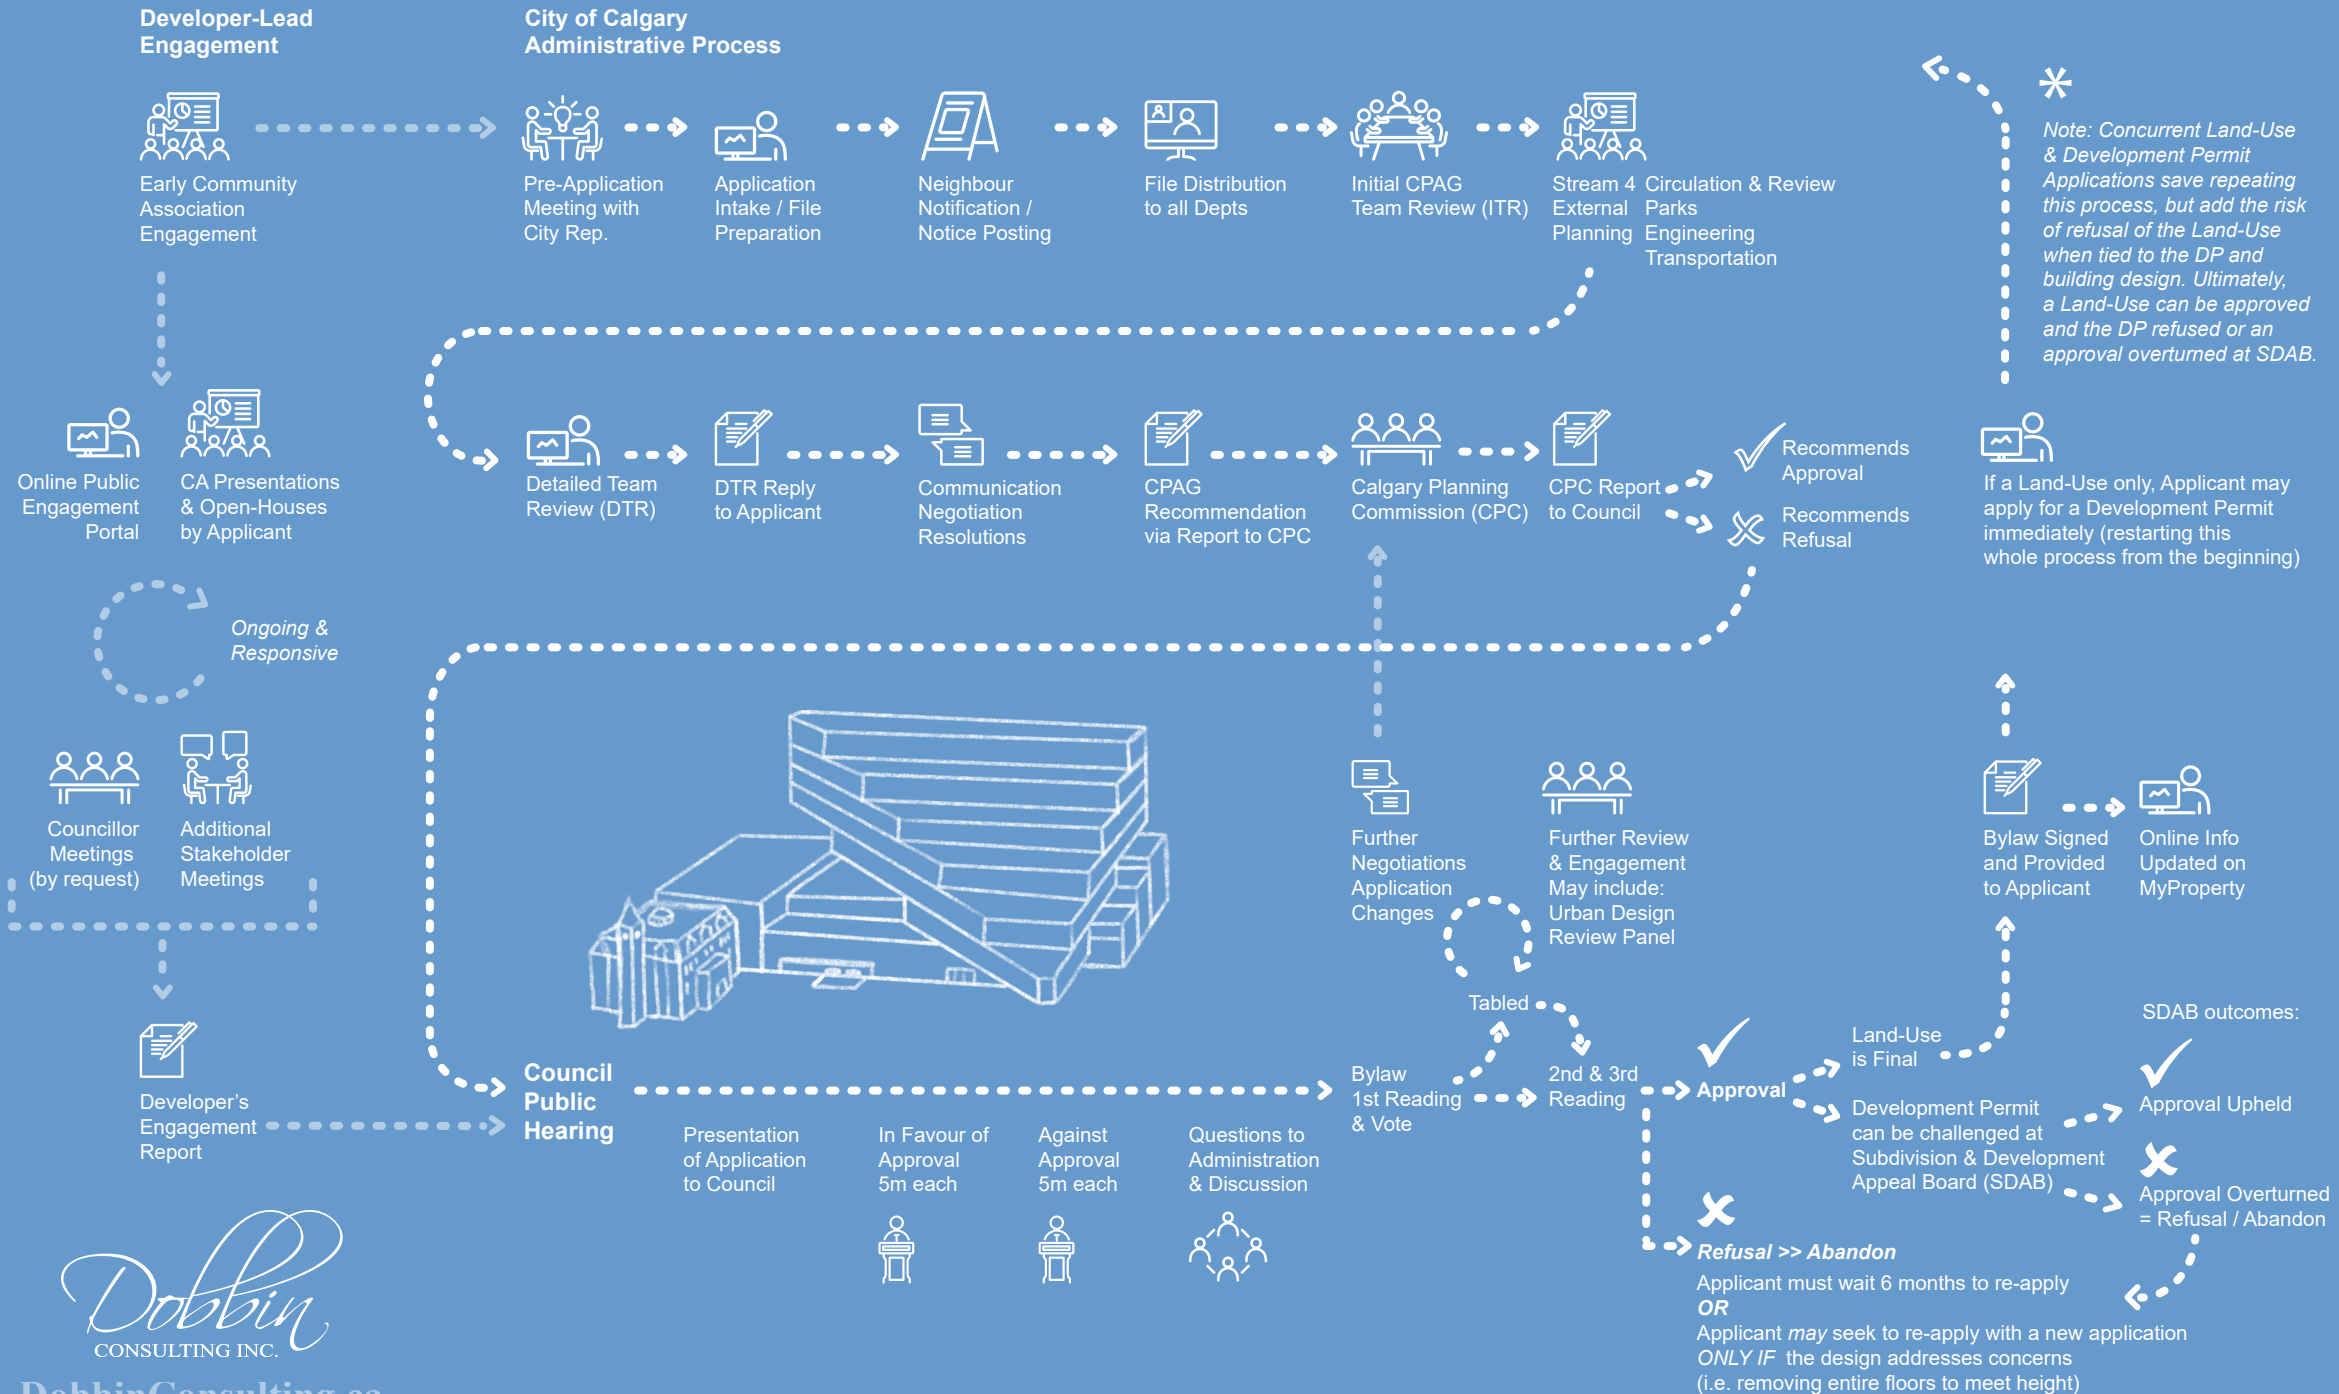 Developer-Lead
Engagement
City of Calgary
Administrative Process
Early Community
Association
Engagement
Pre-Application
Meeting with
City Rep.
Application
Intake / File
Preparation
Neighbour
Notification /
Notice Posting
File Distribution
to all Depts
Initial CPAG
Team Review (ITR)
Stream 4 Circulation & Review
External Parks
Planning Engineering
Transportation
*
Note: Concurrent Land-Use
& Development Permit
Applications save repeating
this process, but add the risk
of refusal of the Land-Use
when tied to the DP and
building design. Ultimately,
a Land-Use can be approved
and the DP refused or an
approval overturned at SDAB.
Online Public
Engagement
Portal
CA Presentations
& Open-Houses
by Applicant
Detailed Team
Review (DTR)
DTR Reply
to Applicant
Communication
Negotiation
Resolutions
CPAG
Recommendation
via Report to CPC
Calgary Planning
Commission (CPC)
CPC Report
to Council
Recommends
Approval
Recommends
Refusal
If a Land-Use only, Applicant may
apply for a Development Permit
immediately (restarting this
whole process from the beginning)
Ongoing &
Responsive
Councillor
Meetings
(by request)
Additional
Stakeholder
Meetings
Further
Negotiations
Application
Changes
Further Review
& Engagement
May include:
Urban Design
Review Panel
Bylaw Signed
and Provided
to Applicant
Online Info
Updated on
MyProperty
Tabled
Developer's
Engagement
Report
Council
Public
Hearing
Presentation
of Application
to Council
In Favour of
Approval
5m each
Against
Approval
5m each
Questions to
Administration
& Discussion
Bylaw
1st Reading
& Vote
2nd & 3rd
Reading
Approval
Land-Use
is Final
Development Permit
can be challenged at
Subdivision & Development
Appeal Board (SDAB)
SDAB outcomes:
Approval Upheld
Approval Overturned
= Refusal / Abandon
Refusal >> Abandon
Applicant must wait 6 months to re-apply
OR
Applicant may seek to re-apply with a new application
ONLY IF the design addresses concerns
(i.e. removing entire floors to meet height)
Dobbin
CONSULTING INC.
DobbinConsulting.ca